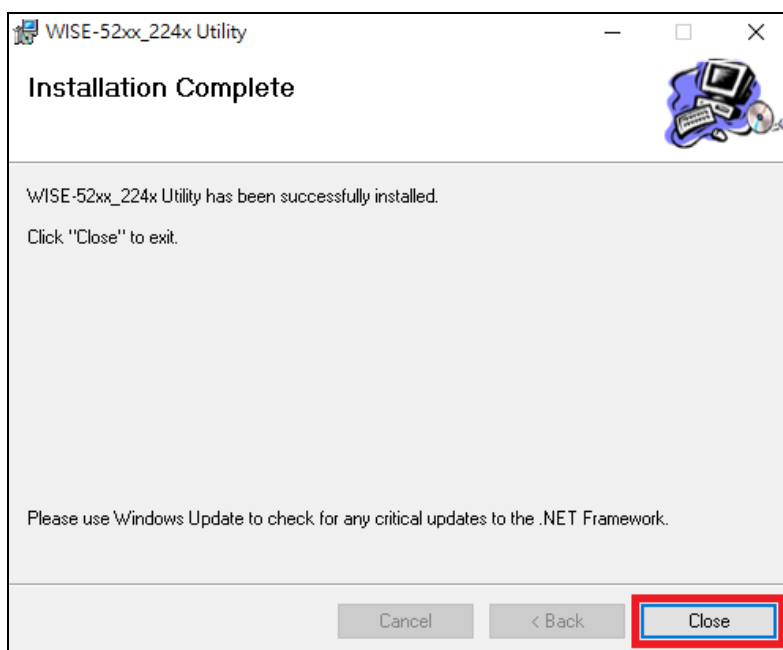 WISE-52xx_224x Utility
Installation Complete
WISE-52xx_224x Utility has been successfully installed.
Click "Close" to exit.
Please use Windows Update to check for any critical updates to the .NET Framework.
Cancel
< Back
Close